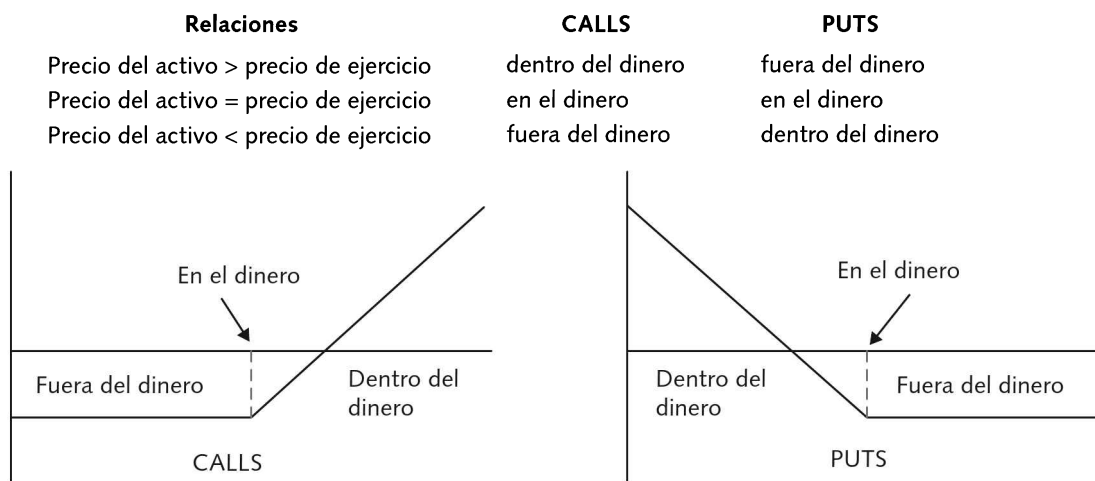 Relaciones CALLS PUTS
Precio del activo > precio de ejercicio dentro del dinero fuera del dinero
Precio del activo = precio de ejercicio en el dinero en el dinero
Precio del activo < precio de ejercicio fuera del dinero dentro del dinero
En el dinero
Fuera del dinero
Dentro del
dinero
CALLS
En el dinero
Dentro del
dinero
Fuera del dinero
PUTS